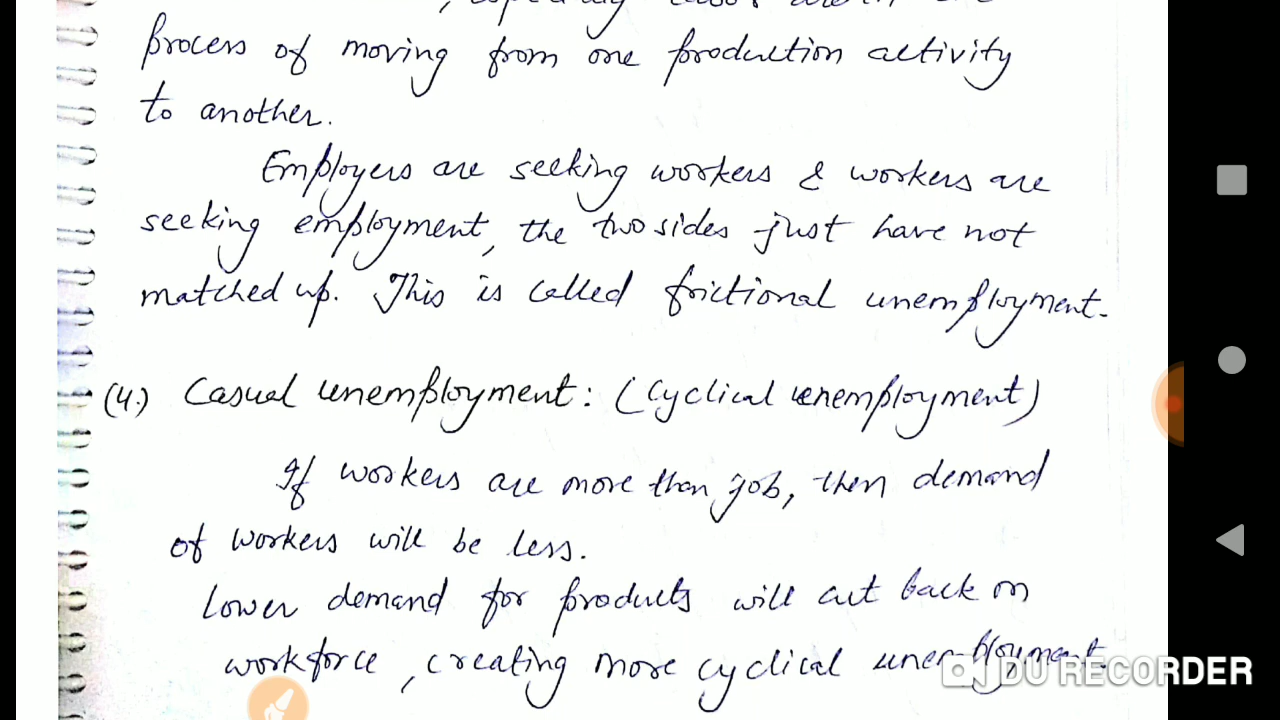 process of moving from one production activity
to another.
Employers are seeking workers & workers are
seeking employment, the two sides just have not
matched up. This is called frictional unemployment.
(4.) Casual unemployment: (Cyclical unemployment)
If workers are more than job, then demand
of workers will be less.
Lower demand for products will cut back on
workforce, creating more cyclical unemployment.
DU RECORDER